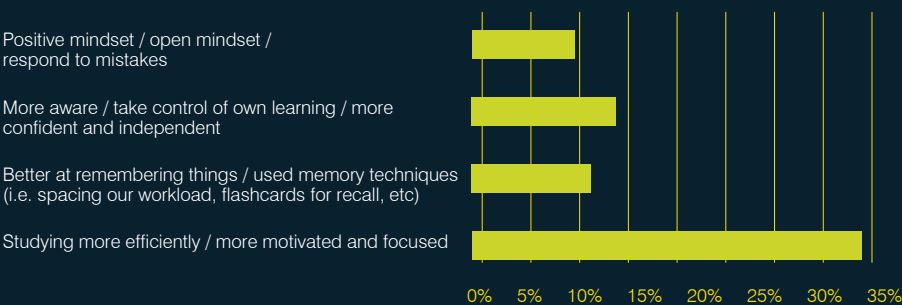 Positive mindset / open mindset /
respond to mistakes
More aware / take control of own learning / more
confident and independent
Better at remembering things / used memory techniques
(i.e. spacing our workload, flashcards for recall, etc)
Studying more efficiently / more motivated and focused
0% 5% 10% 15% 20% 25% 30% 35%